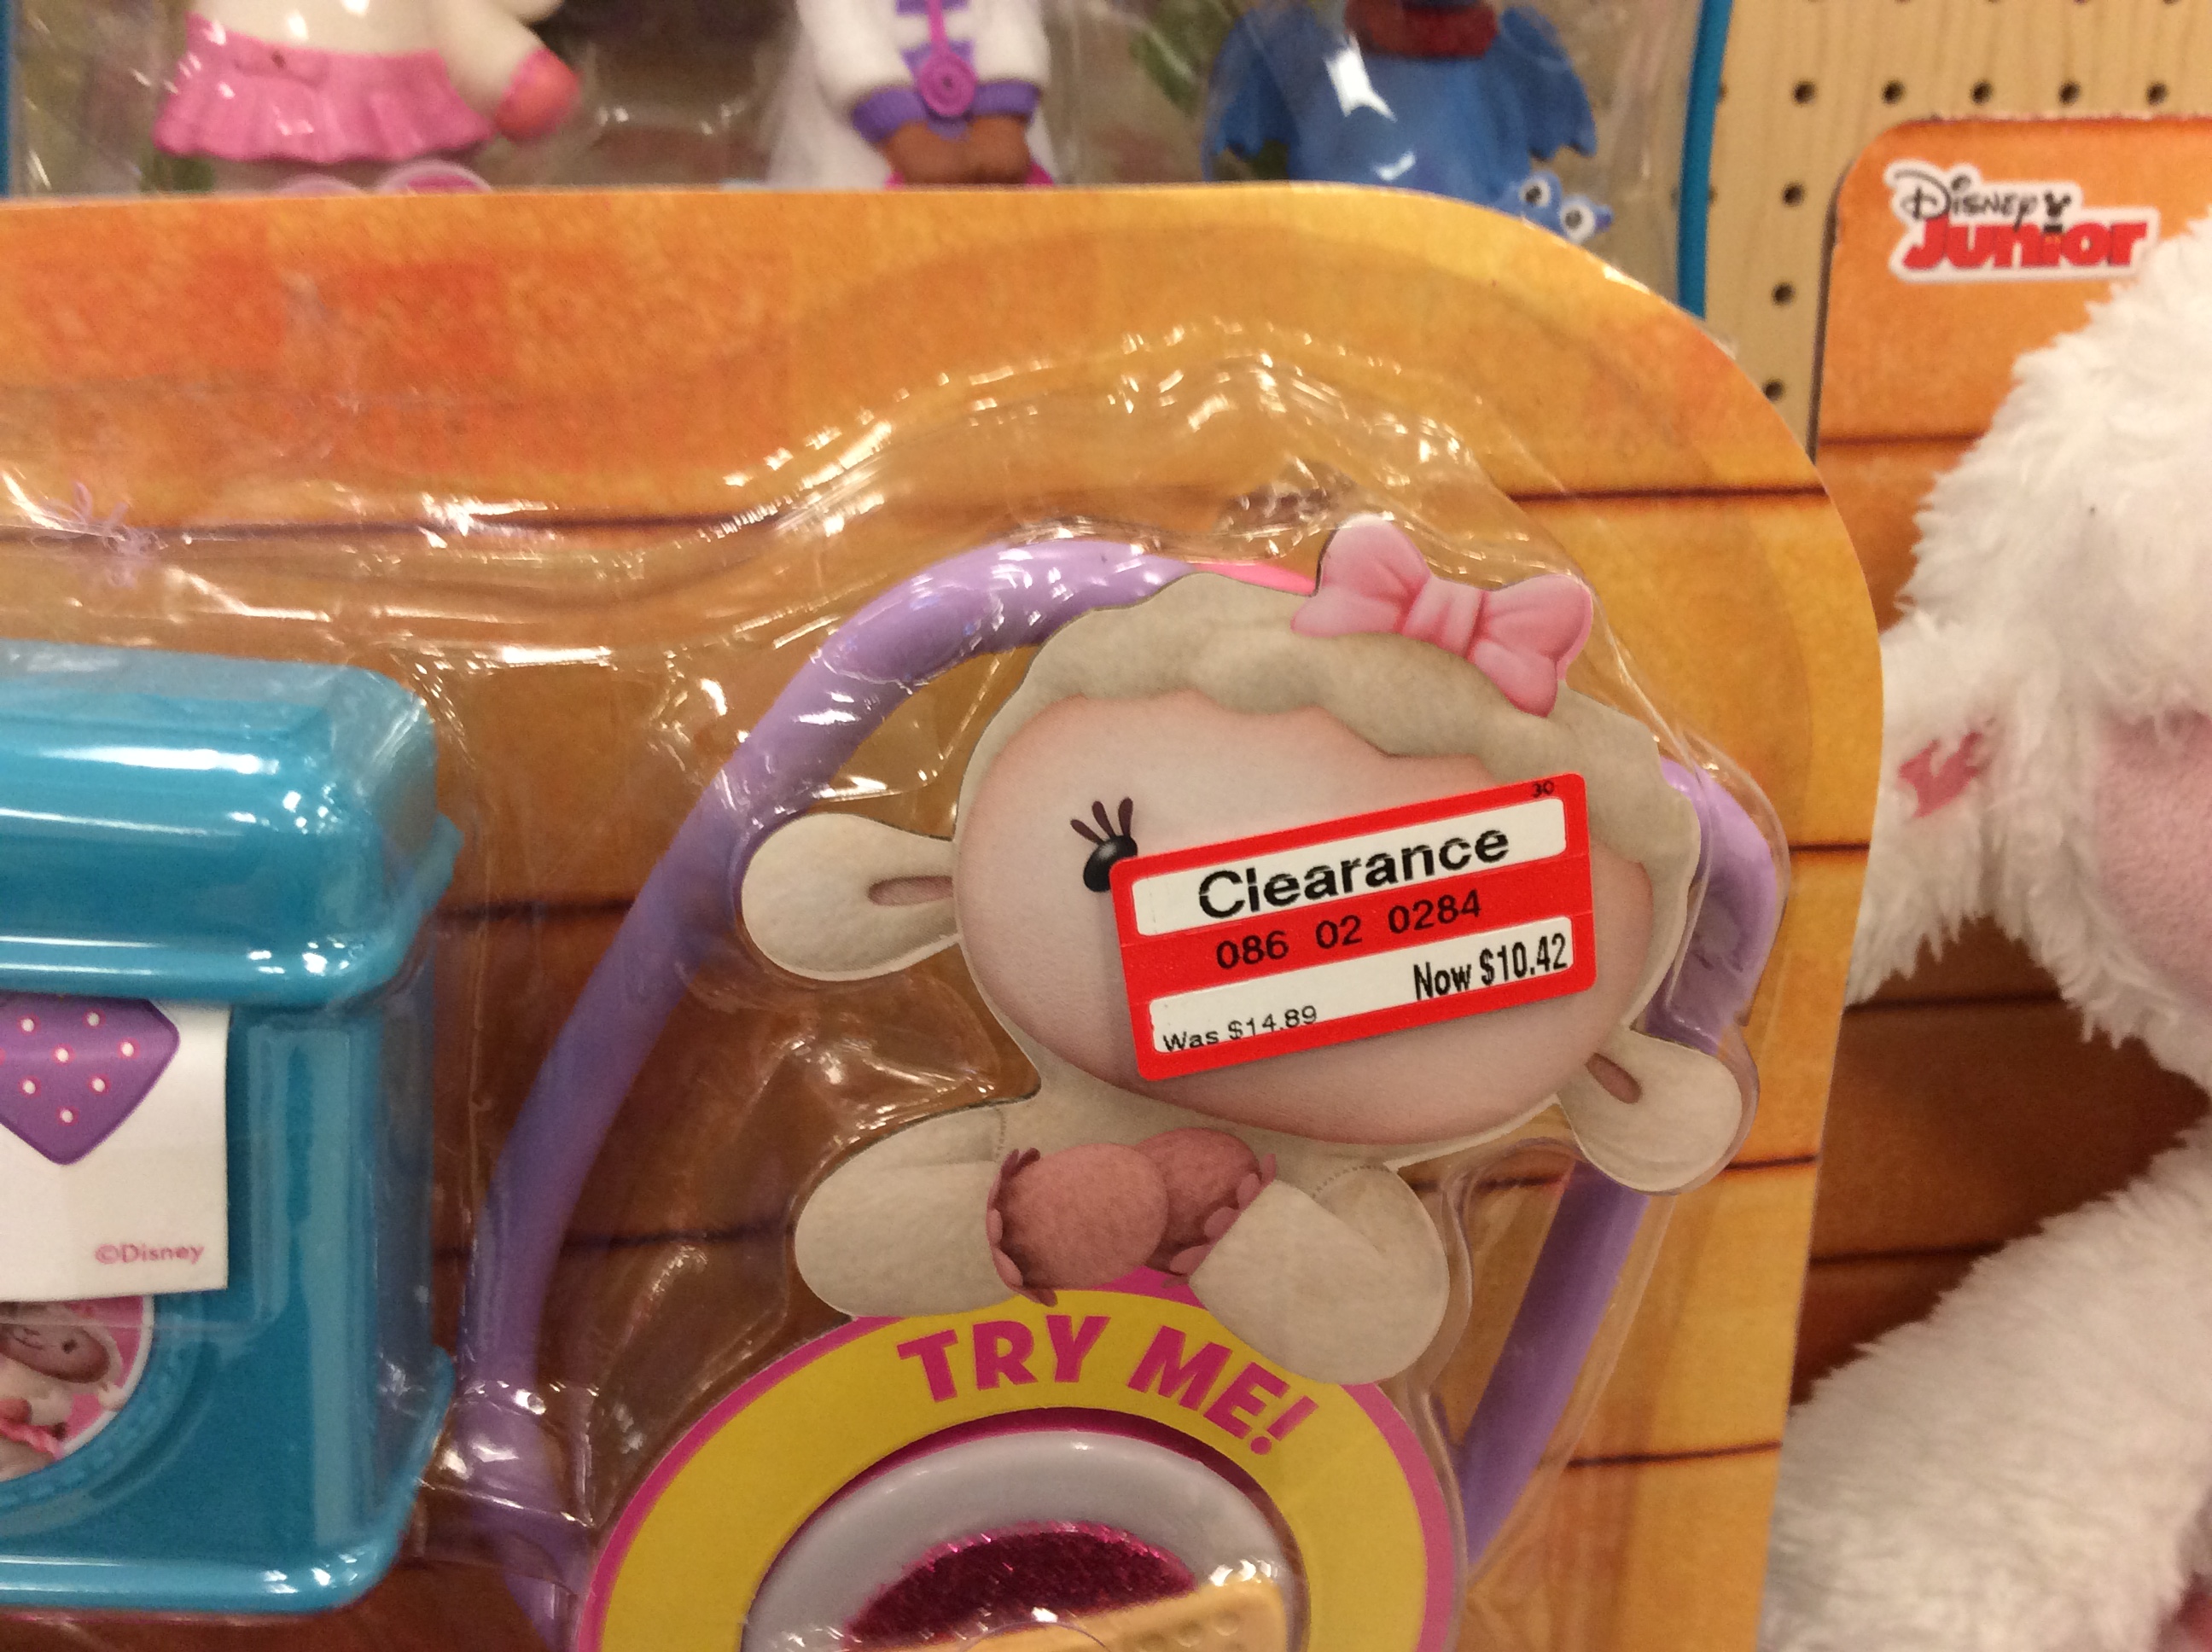 Disney
Junior
30
Clearance
086 02 0284
Now $10.42
Was $14.89
©Disney
TRY ME!